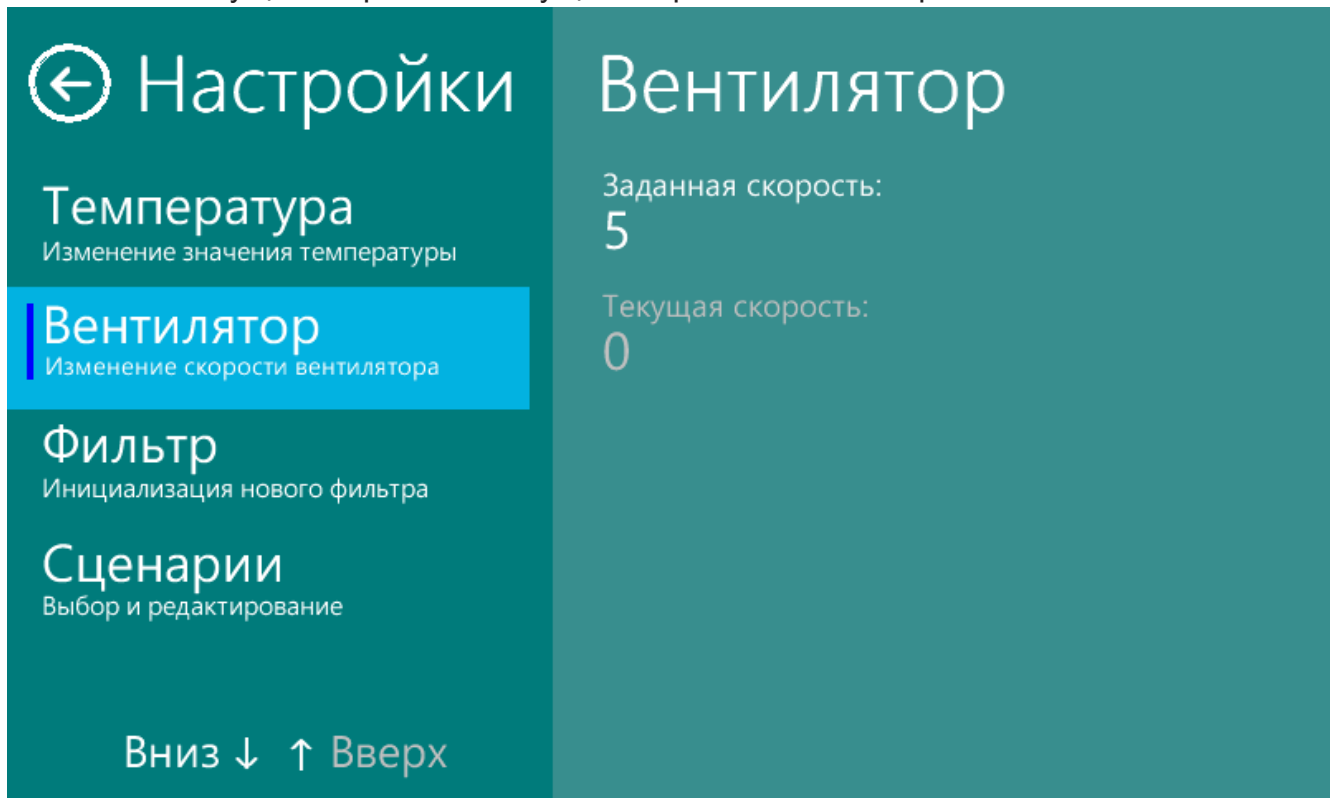 Настройки
Температура
Изменение значения температуры
Вентилятор
Изменение скорости вентилятора
Фильтр
Инициализация нового фильтра
Сценарии
Выбор и редактирование
Вниз ↓ ↑ Вверх
Вентилятор
Заданная скорость:
5
Текущая скорость:
0